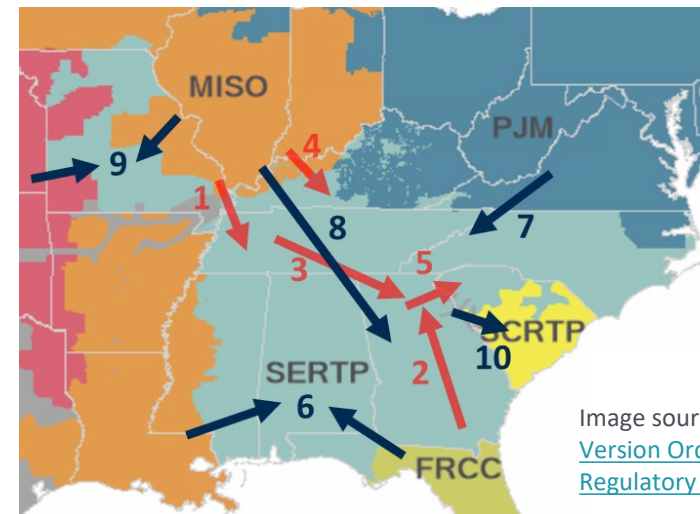 MISO
PJM
4
9
1
8
7
3
5
SCRTP
10
SERTP
2
6
FRCC
Image sour
Version Ord
Regulatory